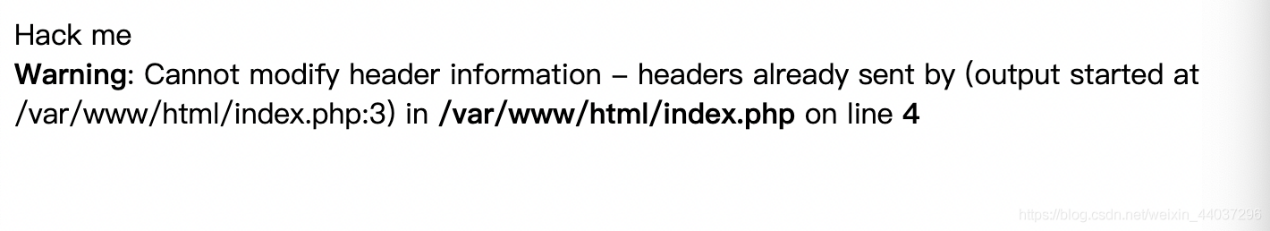 Hack me
Warning: Cannot modify header information – headers already sent by (output started at
/var/www/html/index.php:3) in /var/www/html/index.php on line 4
https://blog.csdn.net/weixin_44037296